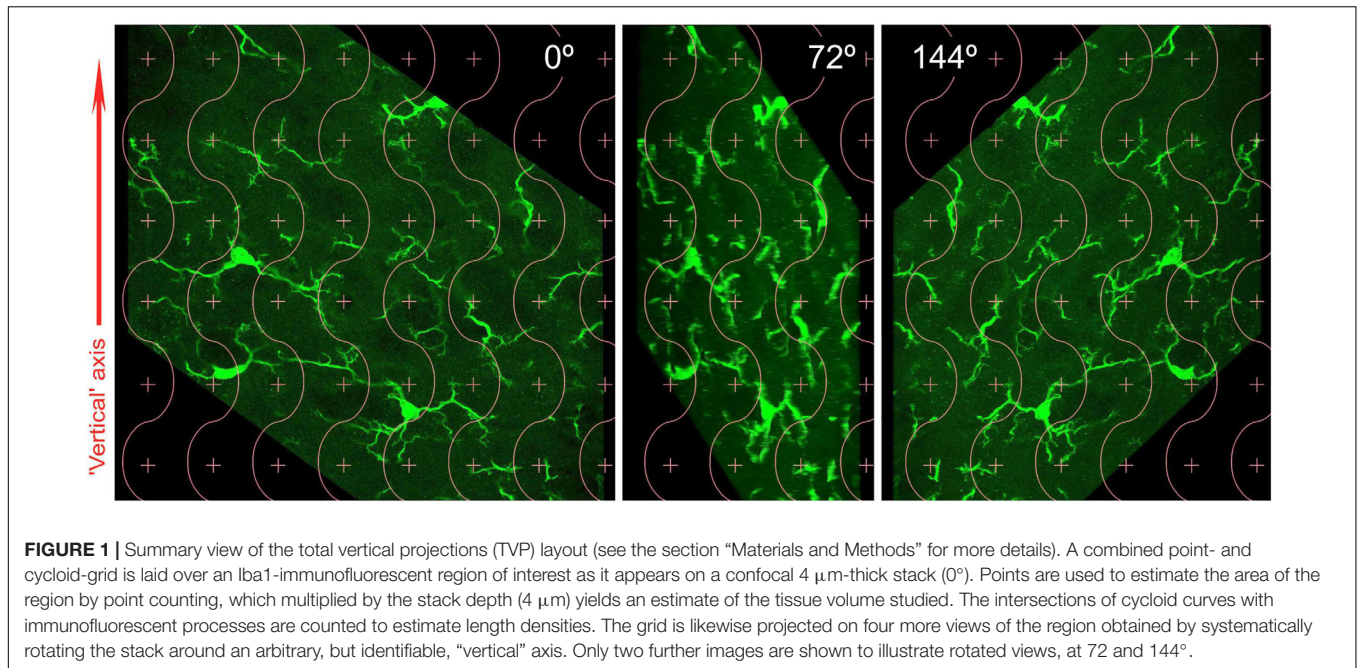 'Vertical' axis
0º
72º
144º
FIGURE 1 | Summary view of the total vertical projections (TVP) layout (see the section “Materials and Methods” for more details). A combined point- and
cycloid-grid is laid over an Iba1-immunofluorescent region of interest as it appears on a confocal 4 μm-thick stack (0°). Points are used to estimate the area of the
region by point counting, which multiplied by the stack depth (4 μm) yields an estimate of the tissue volume studied. The intersections of cycloid curves with
immunofluorescent processes are counted to estimate length densities. The grid is likewise projected on four more views of the region obtained by systematically
rotating the stack around an arbitrary, but identifiable, “vertical” axis. Only two further images are shown to illustrate rotated views, at 72 and 144°.